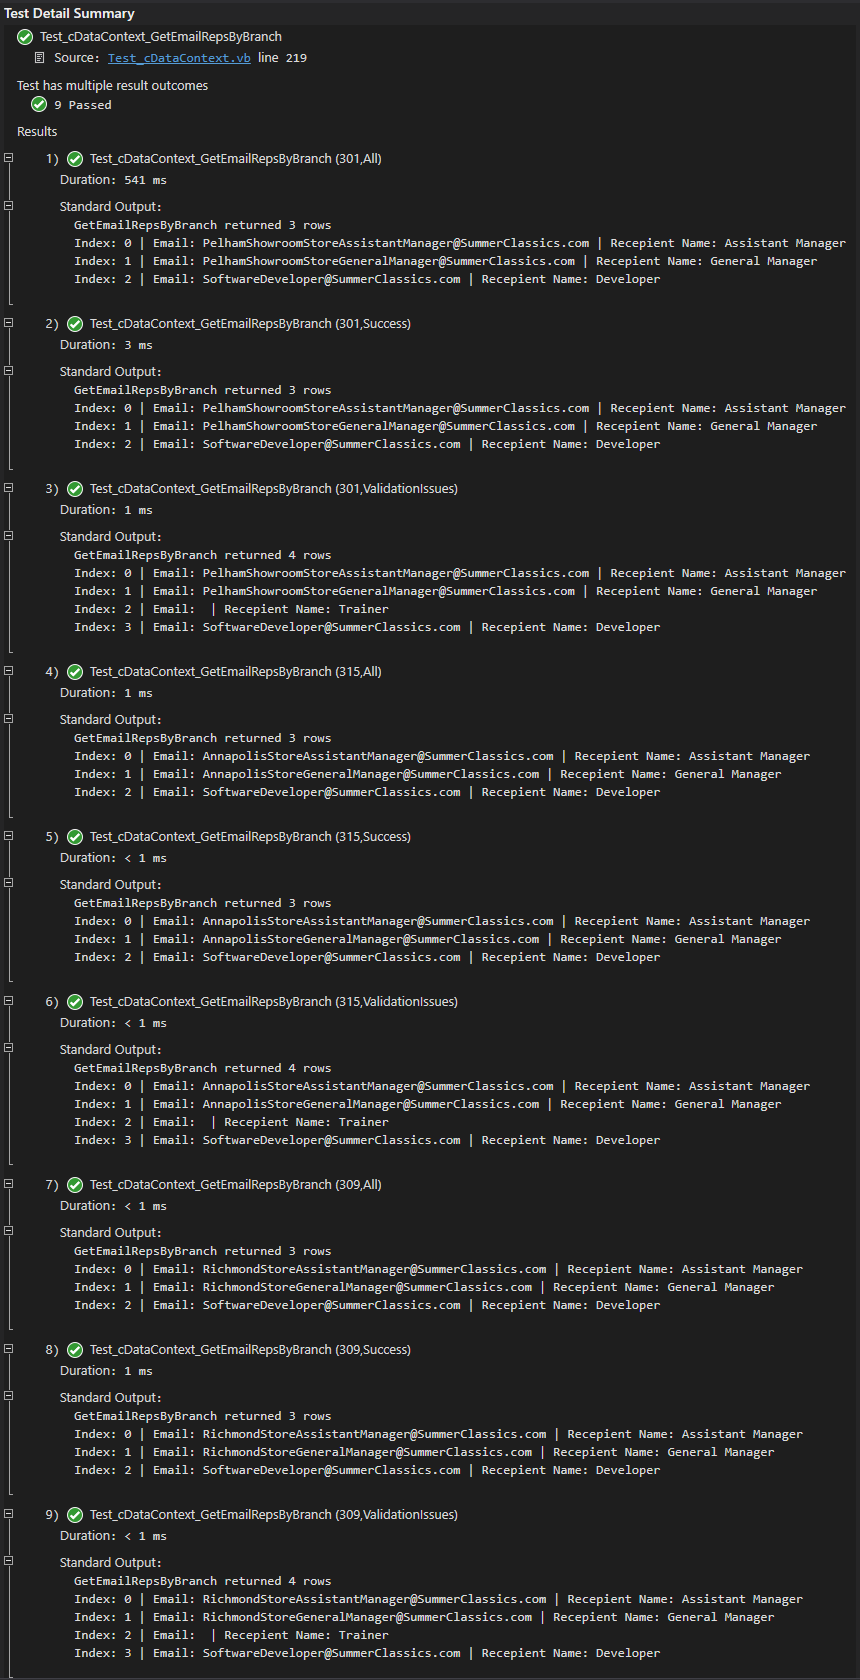 Test Detail Summary
Test_cDataContext_GetEmailRepsByBranch
Source: Test_cDataContext.vb line 219
Test has multiple result outcomes
9 Passed
Results
1) Test_cDataContext_GetEmailRepsByBranch (301,All)
Duration: 541 ms
Standard Output:
GetEmailRepsByBranch returned 3 rows
Index: 0 | Email: PelhamShowroomStoreAssistantManager@SummerClassics.com | Recepient Name: Assistant Manager
Index: 1 | Email: PelhamShowroomStoreGeneralManager@SummerClassics.com | Recepient Name: General Manager
Index: 2 | Email: SoftwareDeveloper@SummerClassics.com | Recepient Name: Developer
2) Test_cDataContext_GetEmailRepsByBranch (301,Success)
Duration: 3 ms
Standard Output:
GetEmailRepsByBranch returned 3 rows
Index: 0 | Email: PelhamShowroomStoreAssistantManager@SummerClassics.com | Recepient Name: Assistant Manager
Index: 1 | Email: PelhamShowroomStoreGeneralManager@SummerClassics.com | Recepient Name: General Manager
Index: 2 | Email: SoftwareDeveloper@SummerClassics.com | Recepient Name: Developer
3) Test_cDataContext_GetEmailRepsByBranch (301,ValidationIssues)
Duration: 1 ms
Standard Output:
GetEmailRepsByBranch returned 4 rows
Index: 0 | Email: PelhamShowroomStoreAssistantManager@SummerClassics.com | Recepient Name: Assistant Manager
Index: 1 | Email: PelhamShowroomStoreGeneralManager@SummerClassics.com | Recepient Name: General Manager
Index: 2 | Email:  | Recepient Name: Trainer
Index: 3 | Email: SoftwareDeveloper@SummerClassics.com | Recepient Name: Developer
4) Test_cDataContext_GetEmailRepsByBranch (315,All)
Duration: 1 ms
Standard Output:
GetEmailRepsByBranch returned 3 rows
Index: 0 | Email: AnnapolisStoreAssistantManager@SummerClassics.com | Recepient Name: Assistant Manager
Index: 1 | Email: AnnapolisStoreGeneralManager@SummerClassics.com | Recepient Name: General Manager
Index: 2 | Email: SoftwareDeveloper@SummerClassics.com | Recepient Name: Developer
5) Test_cDataContext_GetEmailRepsByBranch (315,Success)
Duration: < 1 ms
Standard Output:
GetEmailRepsByBranch returned 3 rows
Index: 0 | Email: AnnapolisStoreAssistantManager@SummerClassics.com | Recepient Name: Assistant Manager
Index: 1 | Email: AnnapolisStoreGeneralManager@SummerClassics.com | Recepient Name: General Manager
Index: 2 | Email: SoftwareDeveloper@SummerClassics.com | Recepient Name: Developer
6) Test_cDataContext_GetEmailRepsByBranch (315,ValidationIssues)
Duration: < 1 ms
Standard Output:
GetEmailRepsByBranch returned 4 rows
Index: 0 | Email: AnnapolisStoreAssistantManager@SummerClassics.com | Recepient Name: Assistant Manager
Index: 1 | Email: AnnapolisStoreGeneralManager@SummerClassics.com | Recepient Name: General Manager
Index: 2 | Email:  | Recepient Name: Trainer
Index: 3 | Email: SoftwareDeveloper@SummerClassics.com | Recepient Name: Developer
7) Test_cDataContext_GetEmailRepsByBranch (309,All)
Duration: < 1 ms
Standard Output:
GetEmailRepsByBranch returned 3 rows
Index: 0 | Email: RichmondStoreAssistantManager@SummerClassics.com | Recepient Name: Assistant Manager
Index: 1 | Email: RichmondStoreGeneralManager@SummerClassics.com | Recepient Name: General Manager
Index: 2 | Email: SoftwareDeveloper@SummerClassics.com | Recepient Name: Developer
8) Test_cDataContext_GetEmailRepsByBranch (309,Success)
Duration: 1 ms
Standard Output:
GetEmailRepsByBranch returned 3 rows
Index: 0 | Email: RichmondStoreAssistantManager@SummerClassics.com | Recepient Name: Assistant Manager
Index: 1 | Email: RichmondStoreGeneralManager@SummerClassics.com | Recepient Name: General Manager
Index: 2 | Email: SoftwareDeveloper@SummerClassics.com | Recepient Name: Developer
9) Test_cDataContext_GetEmailRepsByBranch (309,ValidationIssues)
Duration: < 1 ms
Standard Output:
GetEmailRepsByBranch returned 4 rows
Index: 0 | Email: RichmondStoreAssistantManager@SummerClassics.com | Recepient Name: Assistant Manager
Index: 1 | Email: RichmondStoreGeneralManager@SummerClassics.com | Recepient Name: General Manager
Index: 2 | Email:  | Recepient Name: Trainer
Index: 3 | Email: SoftwareDeveloper@SummerClassics.com | Recepient Name: Developer